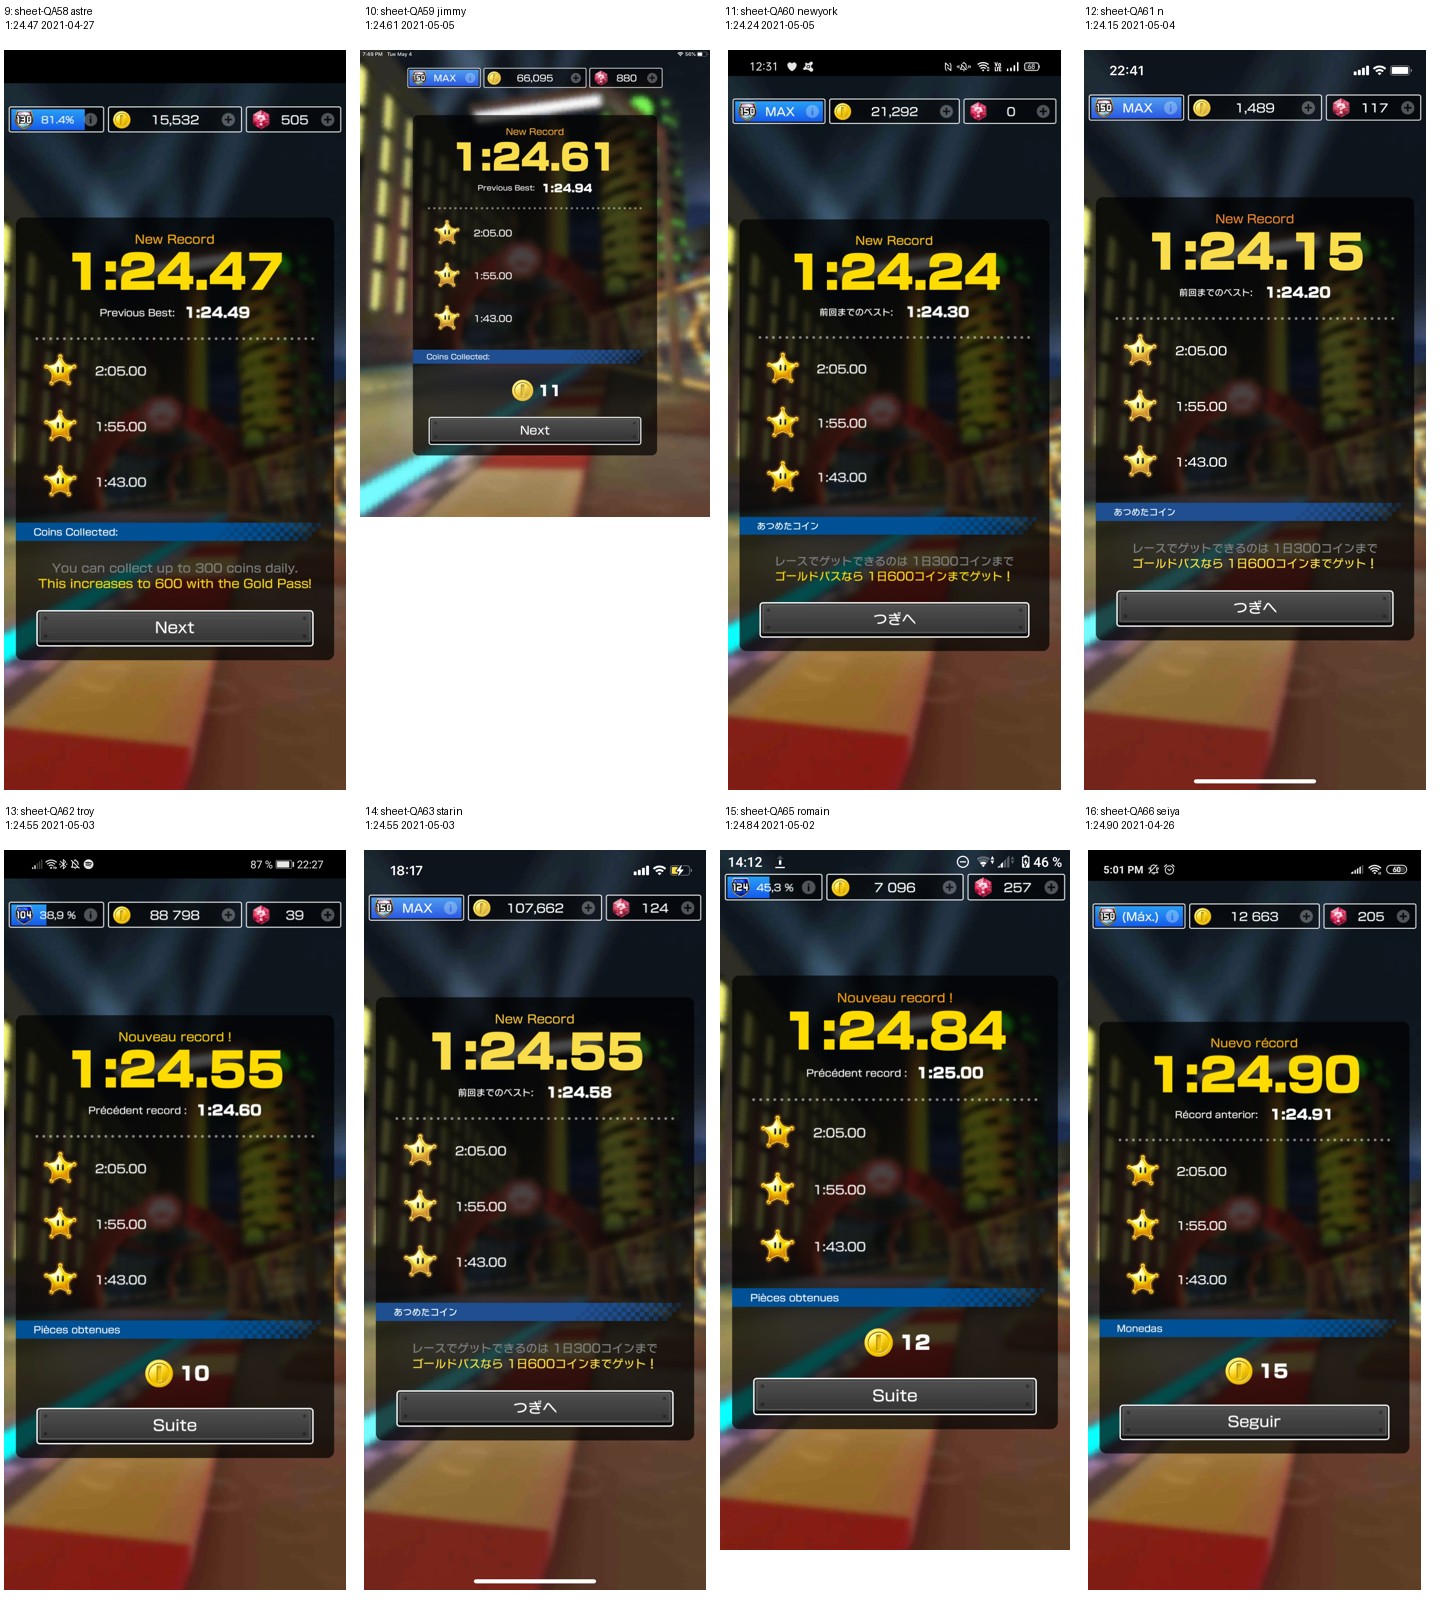 9: sheet-QA58 astre
1:24.47 2021-04-27
130 81.4% 15,532 505
New Record
1:24.47
Previous Best: 1:24.49
2:05.00
1:55.00
1:43.00
Coins Collected:
You can collect up to 300 coins daily.
This increases to 600 with the Gold Pass!
Next
10: sheet-QA59 jimmy
1:24.61 2021-05-05
7:49 PM Tue May 4 56%
150 MAX 66,095 880
New Record
1:24.61
Previous Best: 1:24.94
2:05.00
1:55.00
1:43.00
Coins Collected:
11
Next
11: sheet-QA60 newyork
1:24.24 2021-05-05
12:31 68
150 MAX 21,292 0
New Record
1:24.24
前回までのベスト: 1:24.30
2:05.00
1:55.00
1:43.00
あつめたコイン
レースでゲットできるのは 1日300コインまで
ゴールドパスなら 1日600コインまでゲット！
つぎへ
12: sheet-QA61 n
1:24.15 2021-05-04
22:41
150 MAX 1,489 117
New Record
1:24.15
前回までのベスト: 1:24.20
2:05.00
1:55.00
1:43.00
あつめたコイン
レースでゲットできるのは 1日300コインまで
ゴールドパスなら 1日600コインまでゲット！
つぎへ
13: sheet-QA62 troy
1:24.55 2021-05-03
87 % 22:27
104 38,9 % 88 798 39
Nouveau record !
1:24.55
Précédent record : 1:24.60
2:05.00
1:55.00
1:43.00
Pièces obtenues
10
Suite
14: sheet-QA63 starin
1:24.55 2021-05-03
18:17
150 MAX 107,662 124
New Record
1:24.55
前回までのベスト: 1:24.58
2:05.00
1:55.00
1:43.00
あつめたコイン
レースでゲットできるのは 1日300コインまで
ゴールドパスなら 1日600コインまでゲット！
つぎへ
15: sheet-QA65 romain
1:24.84 2021-05-02
14:12 46 %
124 45,3 % 7 096 257
Nouveau record !
1:24.84
Précédent record : 1:25.00
2:05.00
1:55.00
1:43.00
Pièces obtenues
12
Suite
16: sheet-QA66 seiya
1:24.90 2021-04-26
5:01 PM 60
150 (Máx.) 12 663 205
Nuevo récord
1:24.90
Récord anterior: 1:24.91
2:05.00
1:55.00
1:43.00
Monedas
15
Seguir